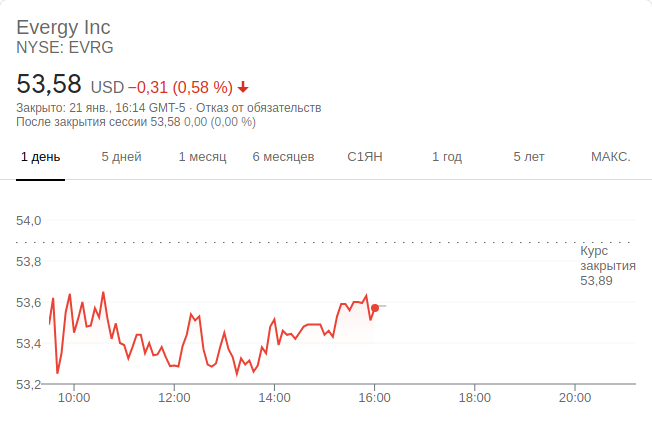 Evergy Inc
NYSE: EVRG
53,58 USD −0,31 (0,58 %)
Закрыто: 21 янв., 16:14 GMT-5 · Отказ от обязательств
После закрытия сессии 53,58 0,00 (0,00 %)
1 день 5 дней 1 месяц 6 месяцев С1ЯН 1 год 5 лет МАКС.
54,0
Курс
закрытия
53,89
53,8
53,6
53,4
53,2
10:00 12:00 14:00 16:00 18:00 20:00